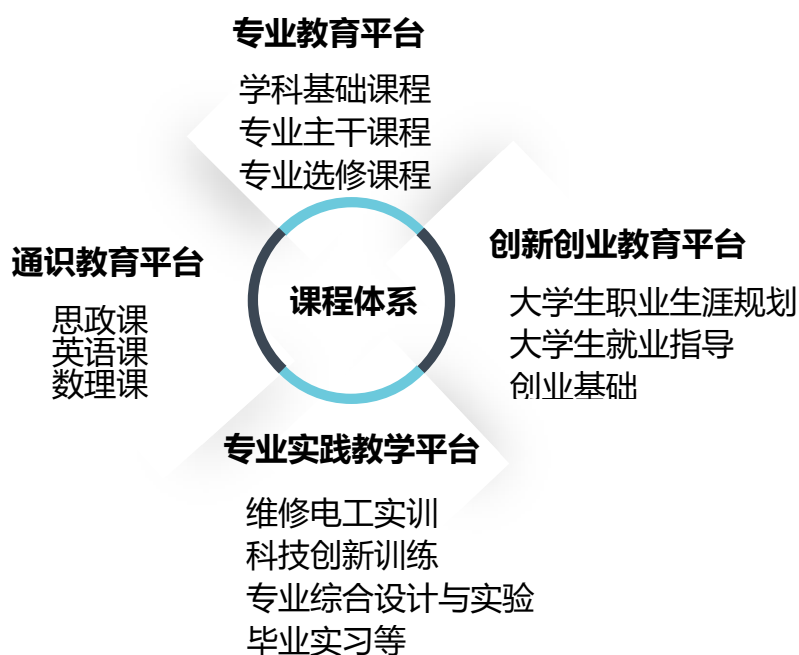 专业教育平台
学科基础课程
专业主干课程
专业选修课程
通识教育平台
思政课
英语课
数理课
课程体系
创新创业教育平台
大学生职业生涯规划
大学生就业指导
创业基础
专业实践教学平台
维修电工实训
科技创新训练
专业综合设计与实验
毕业实习等